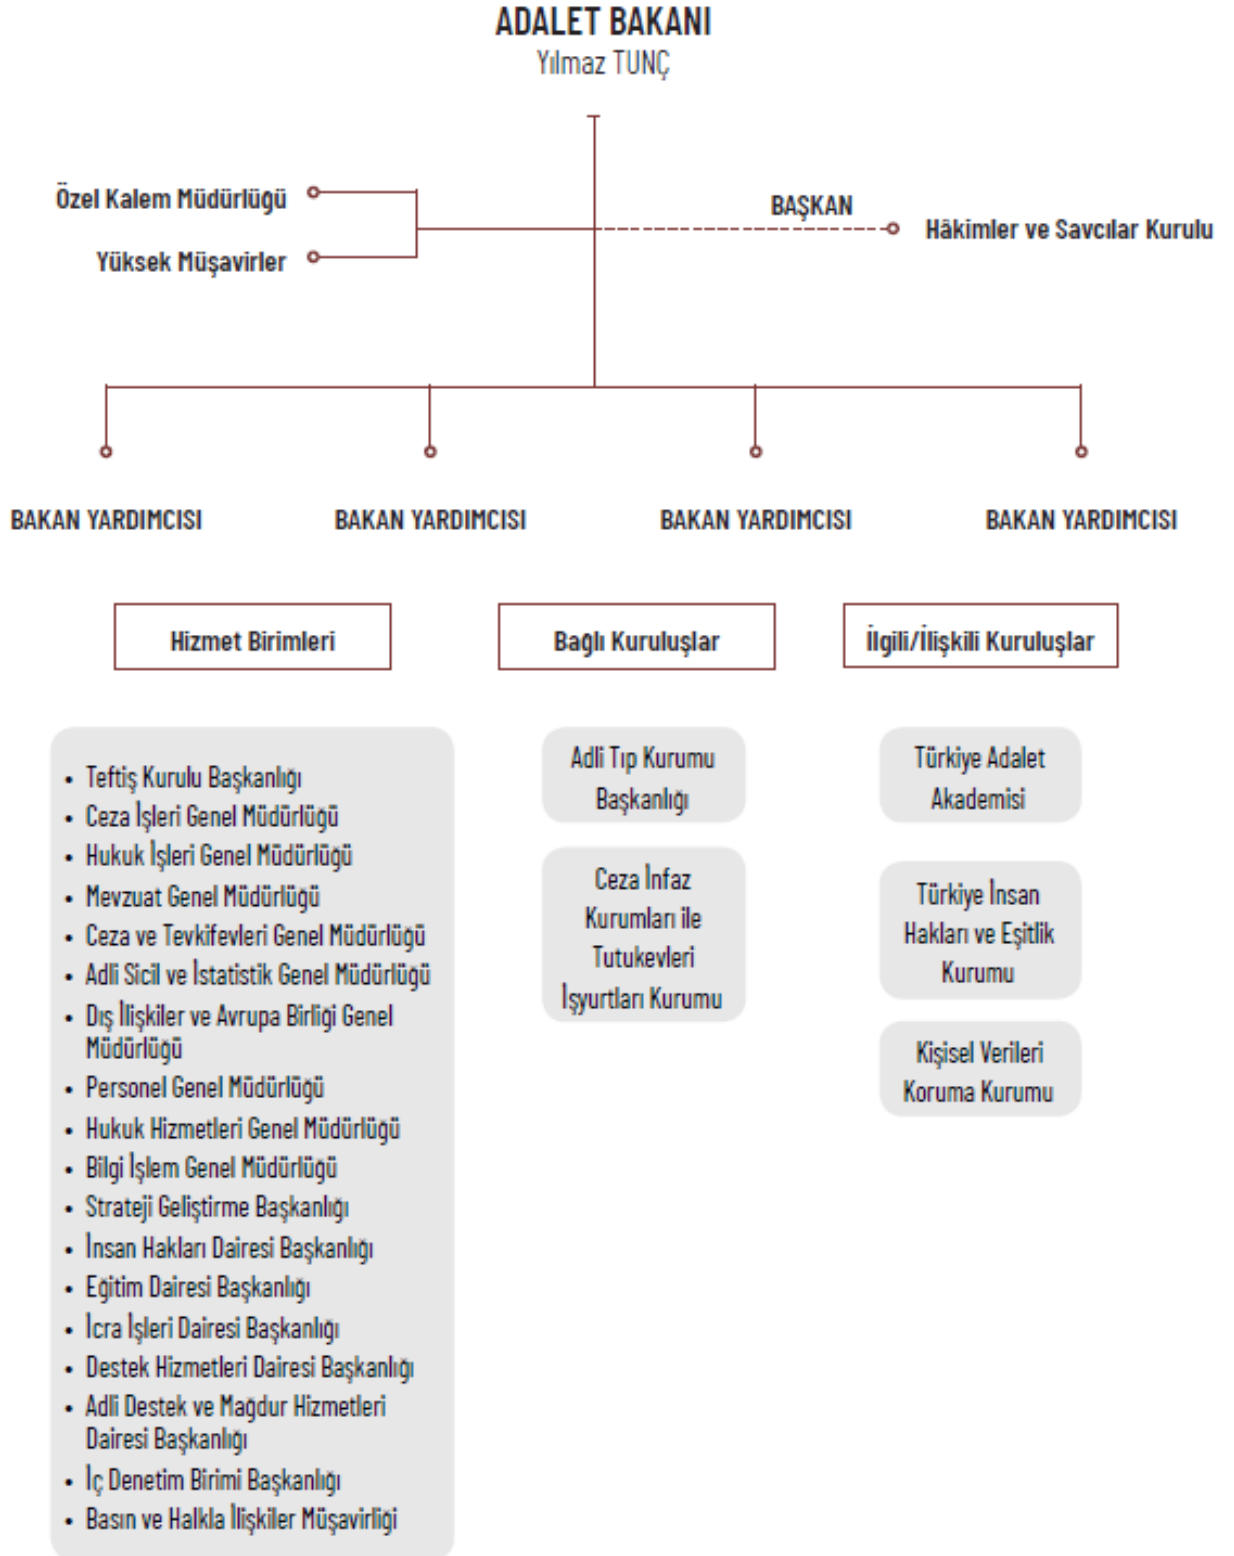 ADALET BAKANI
Yılmaz TUNÇ
Özel Kalem Müdürlüğü
Yüksek Müşavirler
BAŞKAN
Hâkimler ve Savcılar Kurulu
BAKAN YARDIMCISI
BAKAN YARDIMCISI
BAKAN YARDIMCISI
BAKAN YARDIMCISI
Hizmet Birimleri
• Teftiş Kurulu Başkanlığı
• Ceza İşleri Genel Müdürlüğü
• Hukuk İşleri Genel Müdürlüğü
• Mevzuat Genel Müdürlüğü
• Ceza ve Tevkifevleri Genel Müdürlüğü
• Adli Sicil ve İstatistik Genel Müdürlüğü
• Dış İlişkiler ve Avrupa Birliği Genel
Müdürlüğü
• Personel Genel Müdürlüğü
• Hukuk Hizmetleri Genel Müdürlüğü
• Bilgi İşlem Genel Müdürlüğü
• Strateji Geliştirme Başkanlığı
• İnsan Hakları Dairesi Başkanlığı
• Eğitim Dairesi Başkanlığı
• İcra İşleri Dairesi Başkanlığı
• Destek Hizmetleri Dairesi Başkanlığı
• Adli Destek ve Mağdur Hizmetleri
Dairesi Başkanlığı
• İç Denetim Birimi Başkanlığı
• Basın ve Halkla İlişkiler Müşavirliği
Bağlı Kuruluşlar
Adli Tıp Kurumu
Başkanlığı
Ceza İnfaz
Kurumları ile
Tutukevleri
İşyurtları Kurumu
İlgili/İlişkili Kuruluşlar
Türkiye Adalet
Akademisi
Türkiye İnsan
Hakları ve Eşitlik
Kurumu
Kişisel Verileri
Koruma Kurumu